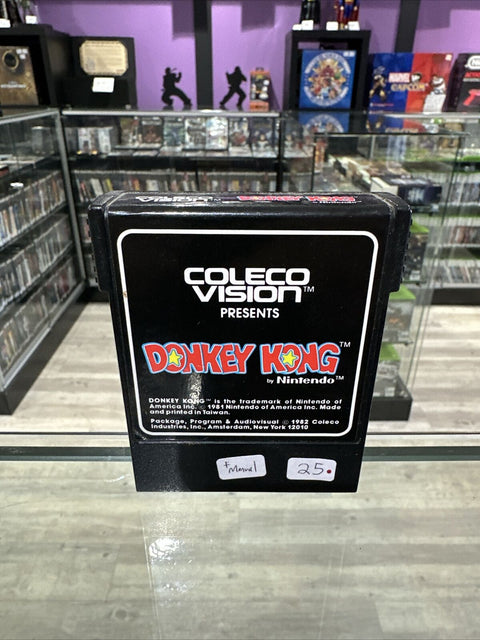 MARVEL
CAPCOM
COLECO
VISION™
PRESENTS
DONKEY KONG™
by Nintendo™
DONKEY KONG™ is the trademark of Nintendo of
America Inc. © 1981 Nintendo of America Inc. Made
and printed in Taiwan.
Package, Program & Audiovisual © 1982 Coleco
Industries, Inc., Amsterdam, New York 12010
+Manual
25.